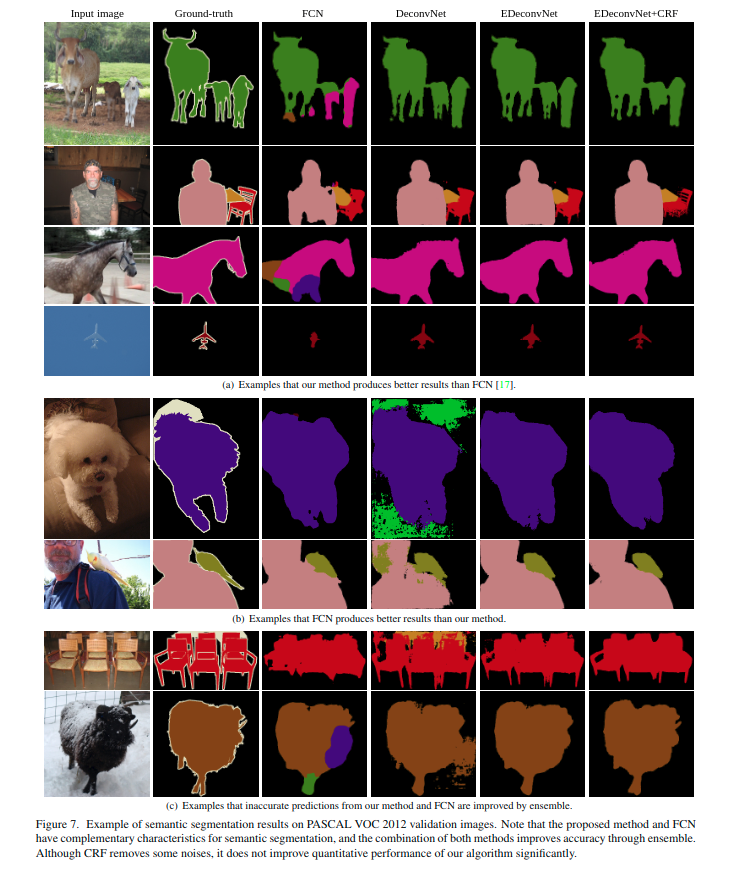 Input image Ground-truth FCN DeconvNet EDeconvNet EDeconvNet+CRF
(a) Examples that our method produces better results than FCN [17].
(b) Examples that FCN produces better results than our method.
(c) Examples that inaccurate predictions from our method and FCN are improved by ensemble.
Figure 7. Example of semantic segmentation results on PASCAL VOC 2012 validation images. Note that the proposed method and FCN
have complementary characteristics for semantic segmentation, and the combination of both methods improves accuracy through ensemble.
Although CRF removes some noises, it does not improve quantitative performance of our algorithm significantly.